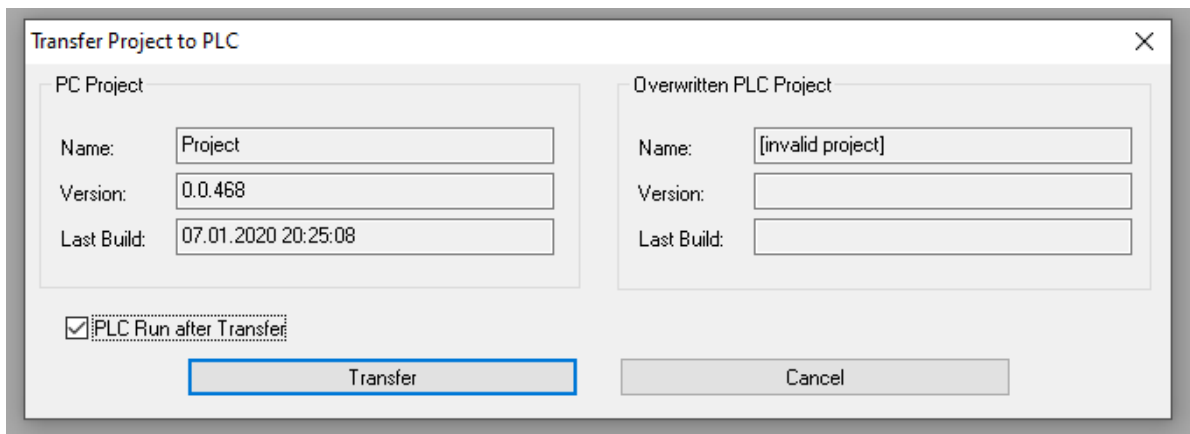 Transfer Project to PLC
PC Project
Name: Project
Version: 0.0.468
Last Build: 07.01.2020 20:25:08
Overwritten PLC Project
Name: [invalid project]
Version:
Last Build:
PLC Run after Transfer
Transfer
Cancel